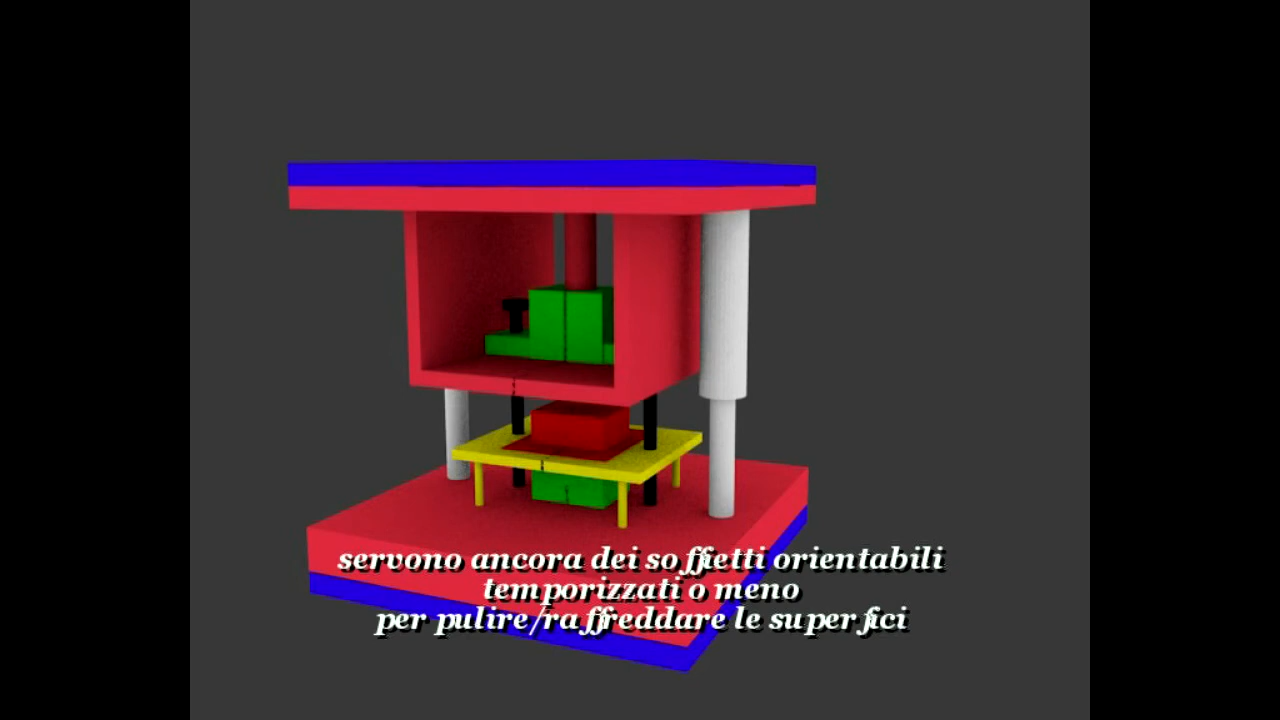 servono ancora dei soffietti orientabili
temporizzati o meno
per pulire/raffreddare le superfici